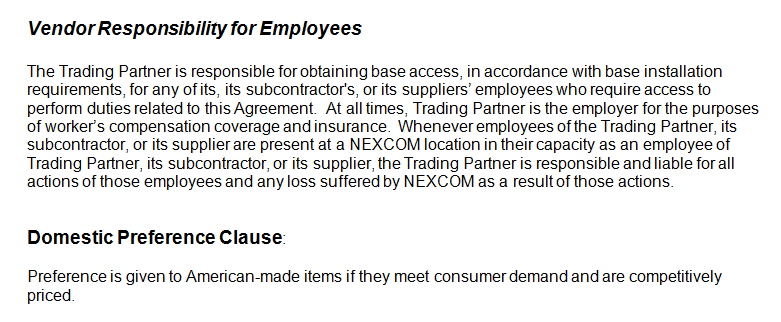 Vendor Responsibility for Employees
The Trading Partner is responsible for obtaining base access, in accordance with base installation
requirements, for any of its, its subcontractor's, or its suppliers’ employees who require access to
perform duties related to this Agreement.  At all times, Trading Partner is the employer for the purposes
of worker’s compensation coverage and insurance.  Whenever employees of the Trading Partner, its
subcontractor, or its supplier are present at a NEXCOM location in their capacity as an employee of
Trading Partner, its subcontractor, or its supplier, the Trading Partner is responsible and liable for all
actions of those employees and any loss suffered by NEXCOM as a result of those actions.
Domestic Preference Clause:
Preference is given to American-made items if they meet consumer demand and are competitively
priced.